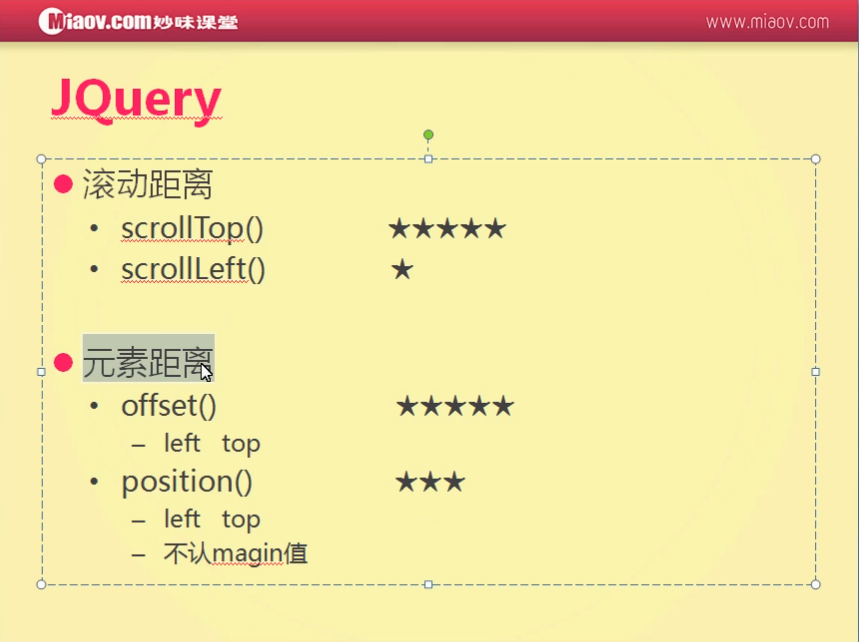 Miaov.com妙味课堂 www.miaov.com
JQuery
● 滚动距离
• scrollTop() ★★★★★
• scrollLeft() ★
● 元素距离
• offset() ★★★★★
– left top
• position() ★★★
– left top
– 不认magin值